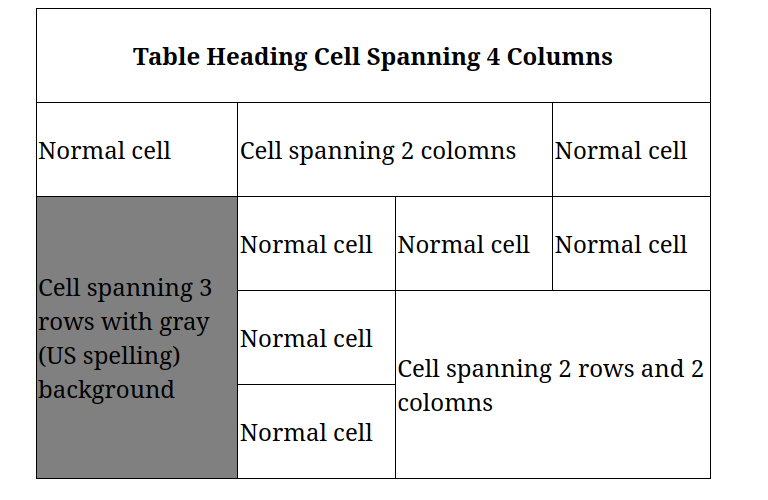 Table Heading Cell Spanning 4 Columns
Normal cell
Cell spanning 2 colomns
Normal cell
Cell spanning 3
rows with gray
(US spelling)
background
Normal cell
Normal cell
Normal cell
Normal cell
Cell spanning 2 rows and 2
colomns
Normal cell